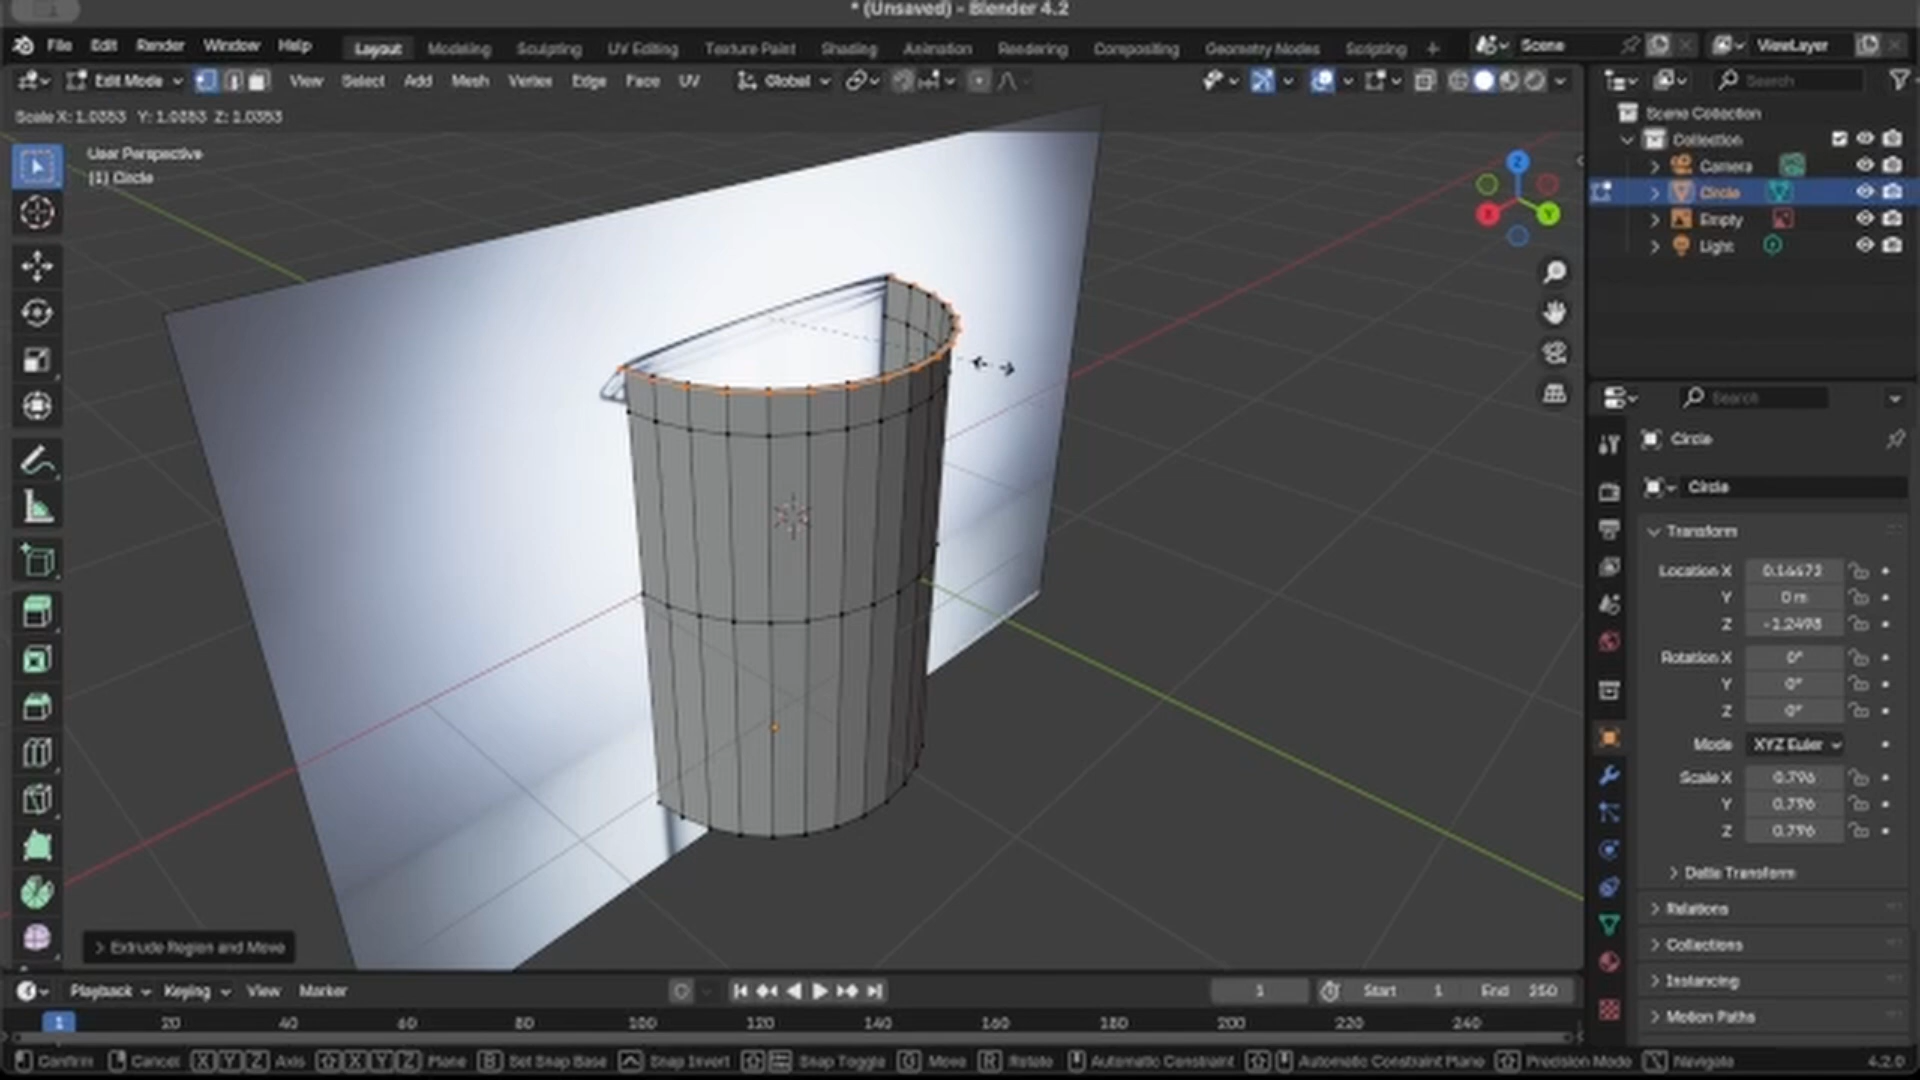 * (Unsaved) - Blender 4.2
File Edit Render Window Help Layout Modeling Sculpting UV Editing Texture Paint Shading Animation Rendering Compositing Geometry Nodes Scripting + Scene ViewLayer
Edit Mode View Select Add Mesh Vertex Edge Face UV Global Search
Scale X: 1.0353 Y: 1.0353 Z: 1.0353
User Perspective
(1) Circle
Scene Collection
Collection
Camera
Circle
Empty
Light
Z
X
Y
Search
Circle
Circle
Transform
Location X
Y 0 m
Z -1.2498
Rotation X 0°
Y 0°
Z 0°
Mode XYZ Euler
Scale X 0.796
Y 0.796
Z 0.796
Delta Transform
Relations
Collections
Instancing
Motion Paths
Extrude Region and Move
Playback Keying View Marker 1 Start 1 End 250
1 20 40 60 80 100 120 140 160 180 200 220 240
Confirm Cancel X Y Z Axis X Y Z Plane B Set Snap Base Snap Invert Snap Toggle G Move R Rotate Automatic Constraint Automatic Constraint Plane Precision Mode Navigate 4.2.0